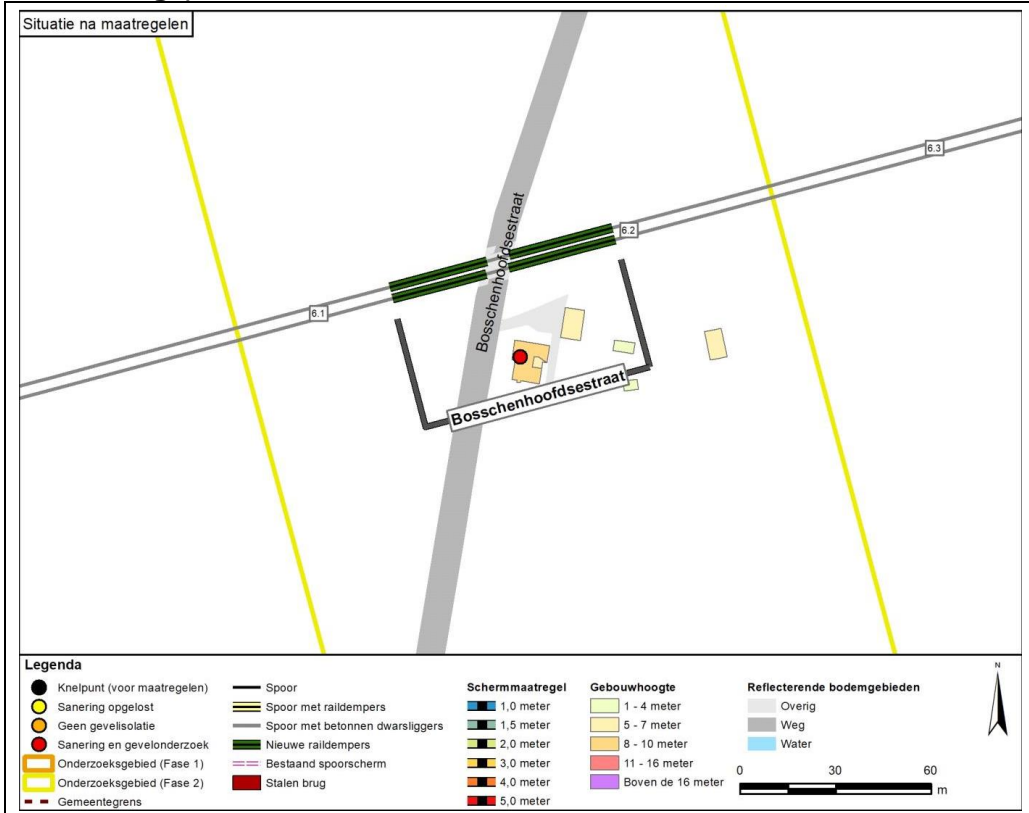 Situatie na maatregelen
6.3
6.2
Bosschenhoofdsestraat
6.1
Bosschenhoofdsestraat
Legenda
Knelpunt (voor maatregelen)
Sanering opgelost
Geen gevelisolatie
Sanering en gevelonderzoek
Onderzoeksgebied (Fase 1)
Onderzoeksgebied (Fase 2)
Gemeentegrens
Spoor
Spoor met raildempers
Spoor met betonnen dwarsliggers
Nieuwe raildempers
Bestaand spoorscherm
Stalen brug
Schermmaatregel
1,0 meter
1,5 meter
2,0 meter
3,0 meter
4,0 meter
5,0 meter
Gebouwhoogte
1 - 4 meter
5 - 7 meter
8 - 10 meter
11 - 16 meter
Boven de 16 meter
Reflecterende bodemgebieden
Overig
Weg
Water
N
0 30 60
m